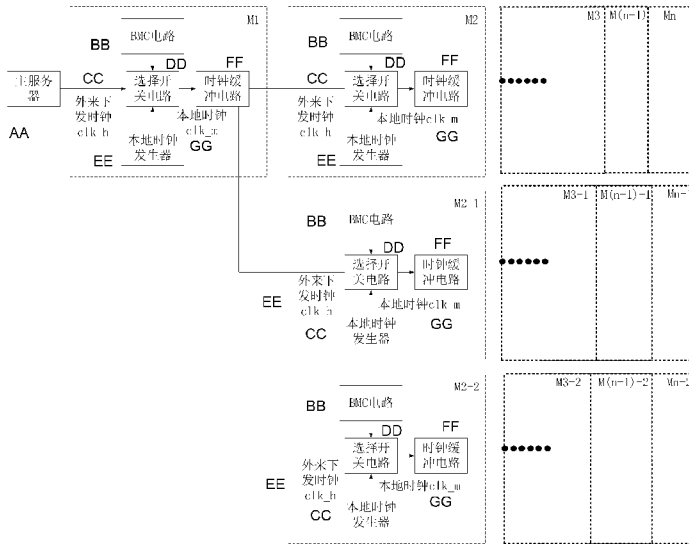 M1
BMC电路
BB
DD
FF
CC
主服务
器
选择开
关电路
时钟缓
冲电路
外来下
发时钟
clk_h
本地时钟
clk_m
GG
AA
本地时钟
发生器
EE
M2
BMC电路
BB
DD
FF
CC
选择开
关电路
时钟缓
冲电路
外来下
发时钟
clk_h
本地时钟clk_m
GG
本地时钟
发生器
EE
M3
M(n-1)
Mn
M2-1
BB
BMC电路
DD
FF
选择开
关电路
时钟缓
冲电路
外来下
发时钟
clk_h
EE
本地时钟clk_m
GG
CC
本地时钟
发生器
M3-1
M(n-1)-1
Mn-1
M2-2
BB
BMC电路
DD
FF
选择开
关电路
时钟缓
冲电路
外来下
发时钟
clk_h
EE
本地时钟clk_m
GG
CC
本地时钟
发生器
M3-2
M(n-1)-2
Mn-2